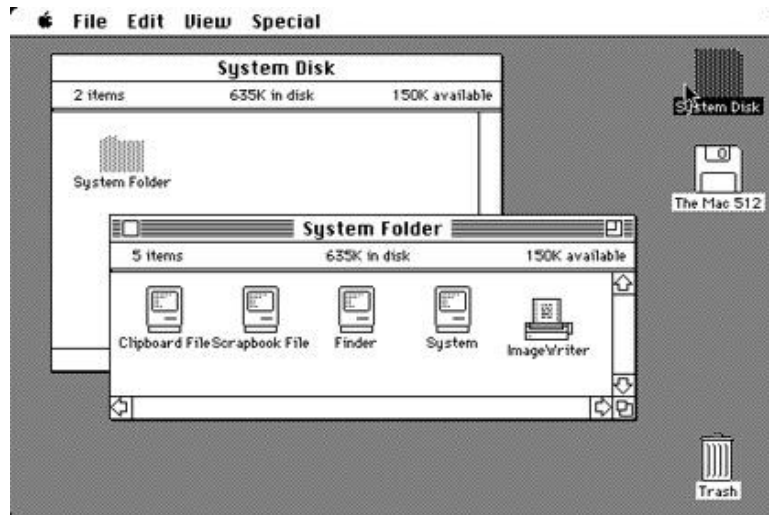 File Edit View Special
System Disk
2 items 635K in disk 150K available
System Folder
System Folder
5 items 635K in disk 150K available
Clipboard File Scrapbook File Finder System ImageWriter
System Disk
The Mac 512
Trash